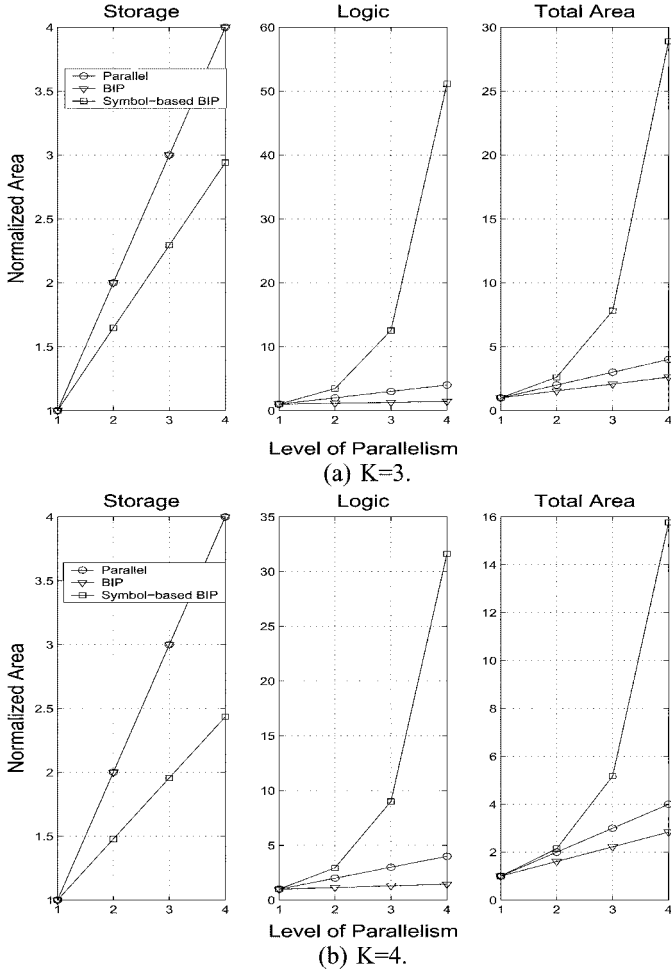 Storage
Logic
Total Area
Normalized Area
4
3.5
3
2.5
2
1.5
1
Parallel
BIP
Symbol-based BIP
1 2 3 4
60
50
40
30
20
10
0
1 2 3 4
30
25
20
15
10
5
0
1 2 3 4
Level of Parallelism
(a) K=3.
Storage
Logic
Total Area
Normalized Area
4
3.5
3
2.5
2
1.5
1
Parallel
BIP
Symbol-based BIP
1 2 3 4
35
30
25
20
15
10
5
0
1 2 3 4
16
14
12
10
8
6
4
2
0
1 2 3 4
Level of Parallelism
(b) K=4.